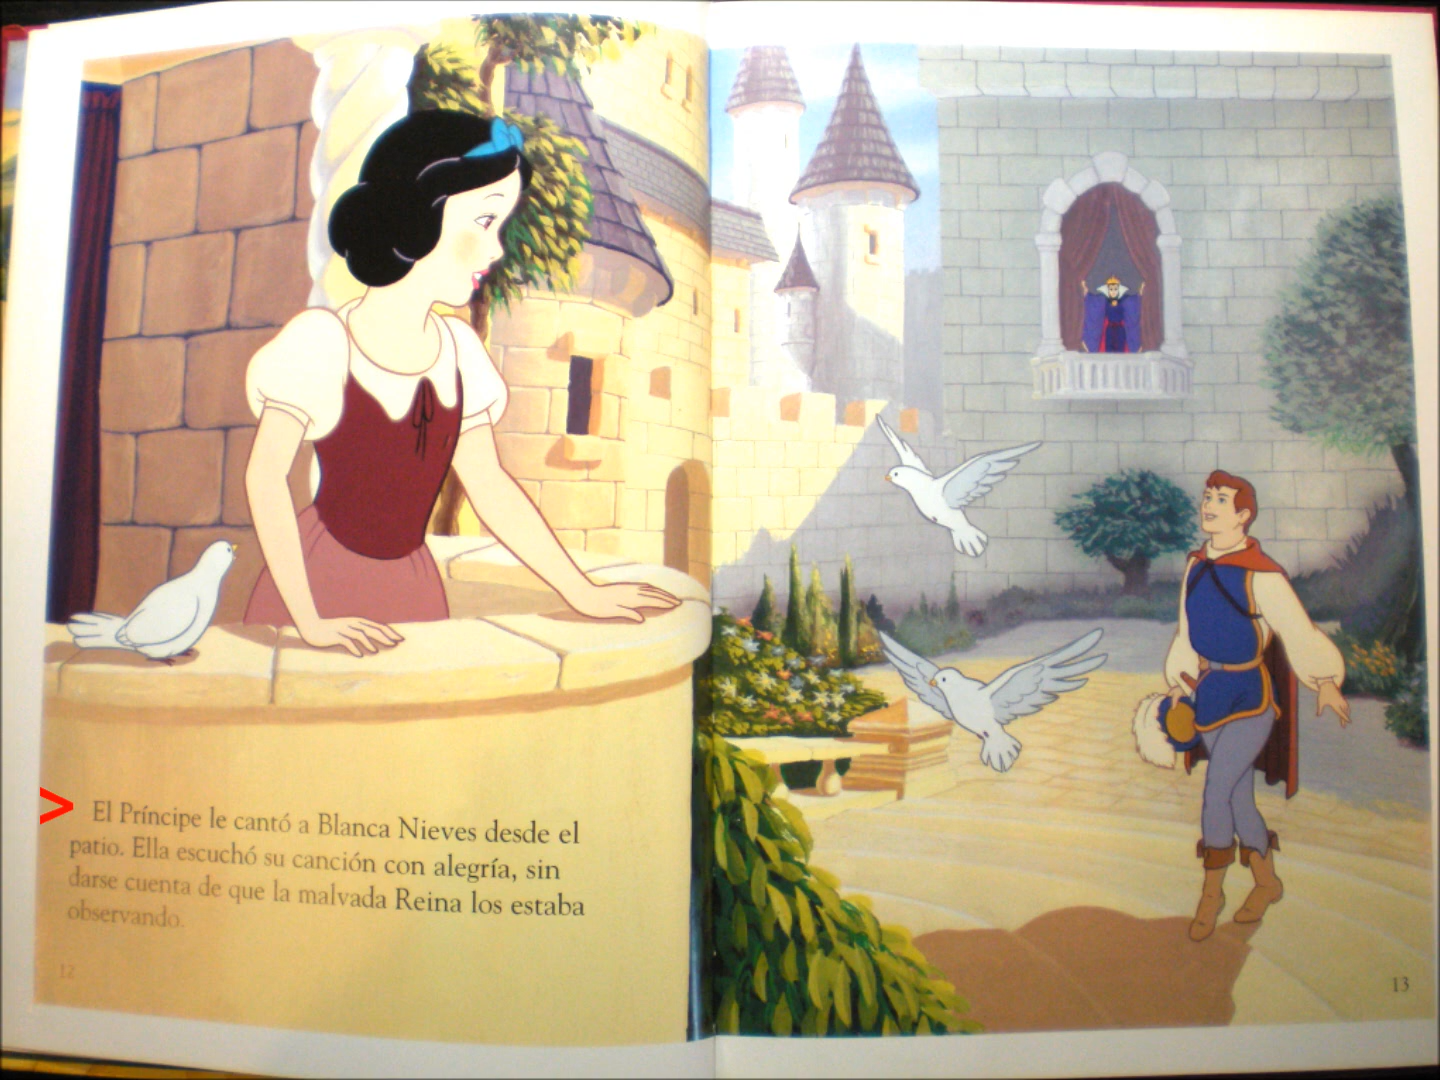 > El Príncipe le cantó a Blanca Nieves desde el
patio. Ella escuchó su canción con alegría, sin
darse cuenta de que la malvada Reina los estaba
observando.
12
13